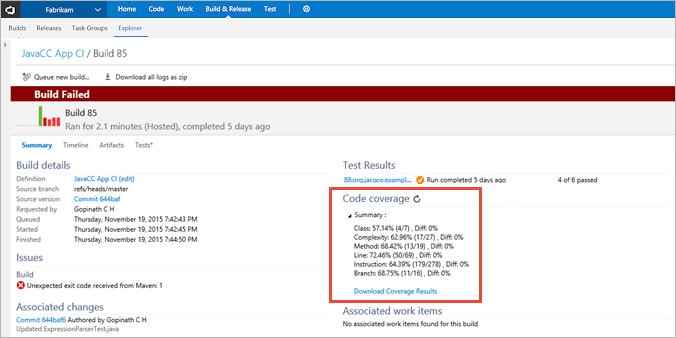 Fabrikam Home Code Work Build & Release Test
Builds Releases Task Groups Explorer
JavaCC App CI / Build 85
Queue new build... Download all logs as zip
Build Failed
Build 85
Ran for 2.1 minutes (Hosted), completed 5 days ago
Summary Timeline Artifacts Tests*
Build details
Definition JavaCC App CI (edit)
Source branch refs/heads/master
Source version Commit 644baf
Requested by Gopinath C H
Queued Thursday, November 19, 2015 7:42:43 PM
Started Thursday, November 19, 2015 7:42:45 PM
Finished Thursday, November 19, 2015 7:44:50 PM
Issues
Build
Unexpected exit code received from Maven: 1
Associated changes
Commit 644baf6 Authored by Gopinath C H
Updated ExpressionParserTest.java
Test Results
88:org.jacoco.exampl... Run completed 5 days ago 4 of 6 passed
Code coverage
Summary :
Class: 57.14% (4/7) , Diff: 0%
Complexity: 62.96% (17/27) , Diff: 0%
Method: 68.42% (13/19) , Diff: 0%
Line: 72.46% (50/69) , Diff: 0%
Instruction: 64.39% (179/278) , Diff: 0%
Branch: 68.75% (11/16) , Diff: 0%
Download Coverage Results
Associated work items
No associated work items found for this build